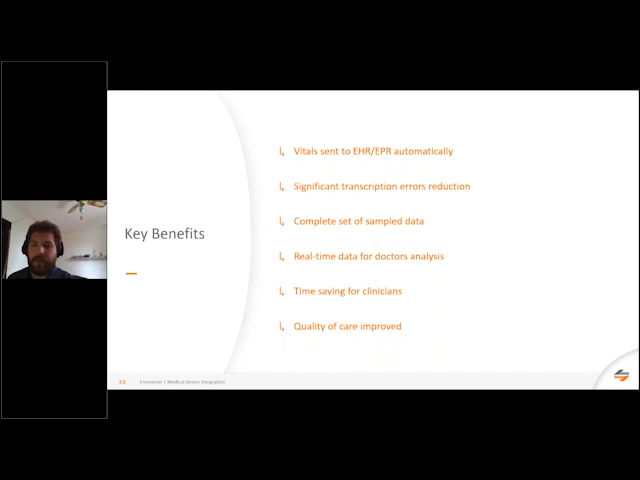 Key Benefits
Vitals sent to EHR/EPR automatically
Significant transcription errors reduction
Complete set of sampled data
Real-time data for doctors analysis
Time saving for clinicians
Quality of care improved
Medical device integration